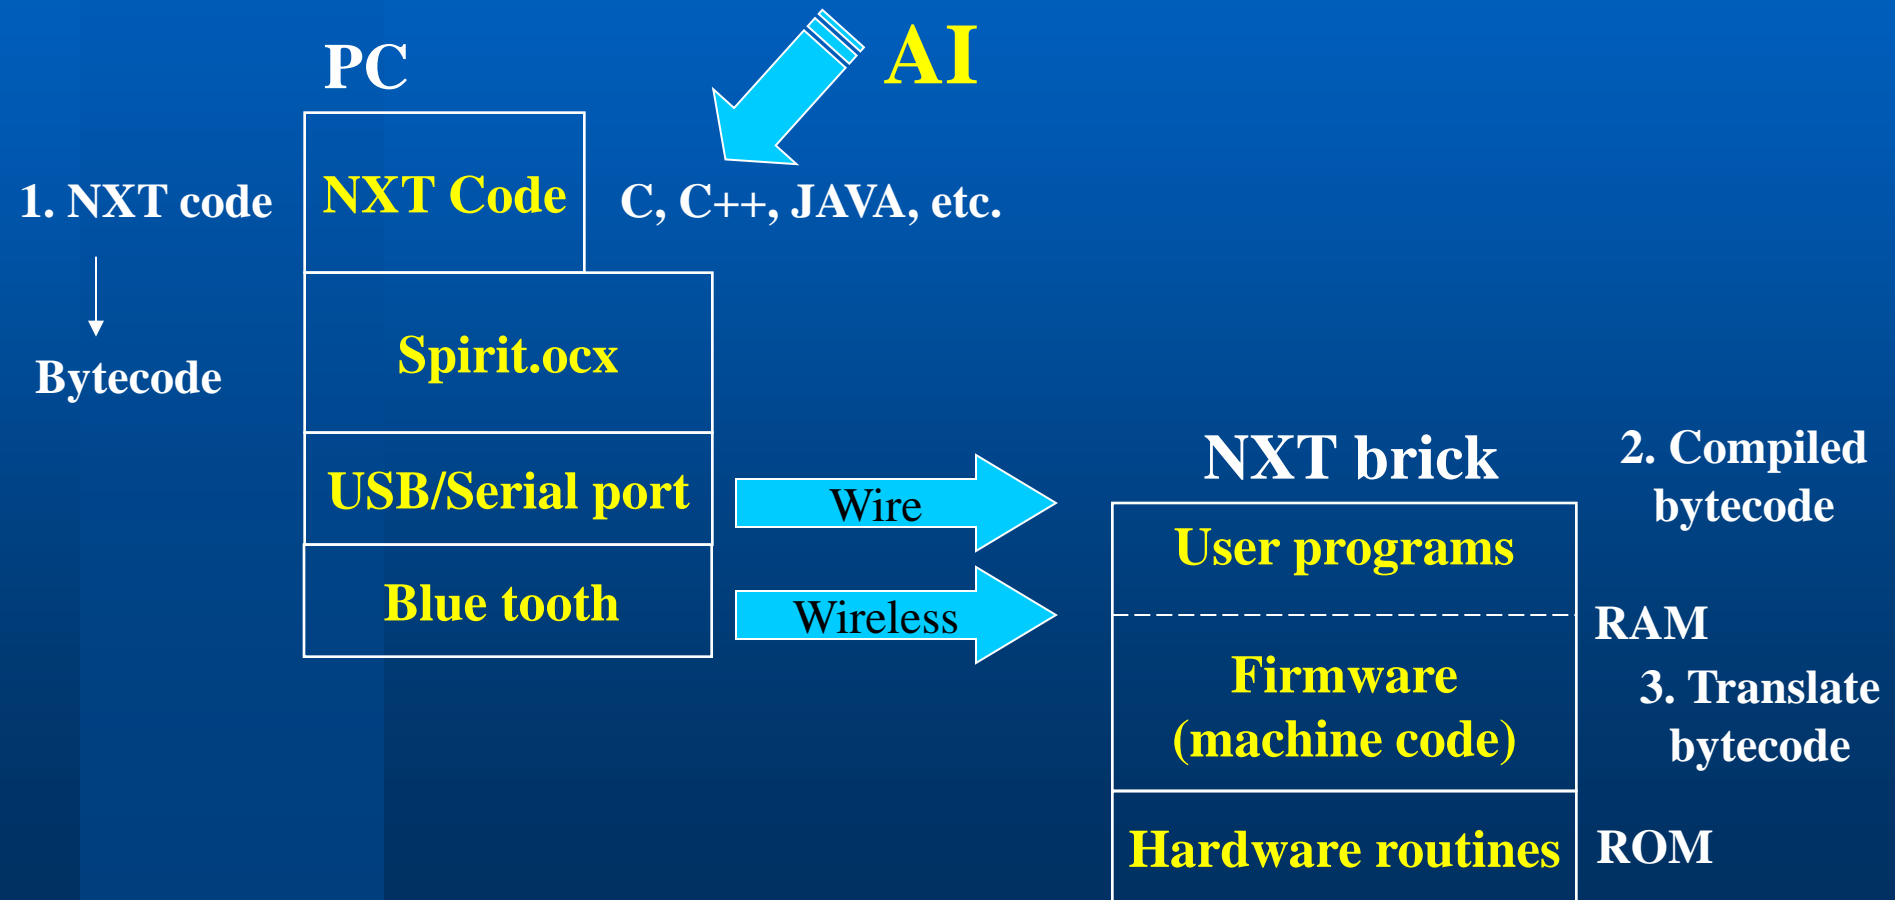 PC
AI
1. NXT code
NXT Code
C, C++, JAVA, etc.
Spirit.ocx
Bytecode
USB/Serial port
Wire
Blue tooth
Wireless
NXT brick
2. Compiled
bytecode
User programs
RAM
Firmware
(machine code)
3. Translate
bytecode
Hardware routines
ROM